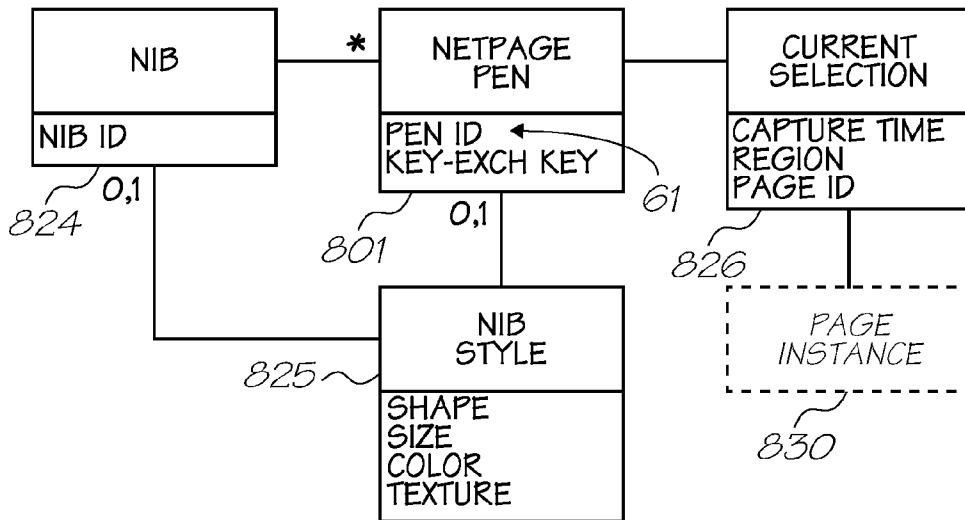 NIB
NIB ID
824
0,1
*
NETPAGE
PEN
PEN ID
KEY-EXCH KEY
61
801
0,1
CURRENT
SELECTION
CAPTURE TIME
REGION
PAGE ID
826
NIB
STYLE
825
SHAPE
SIZE
COLOR
TEXTURE
PAGE
INSTANCE
830